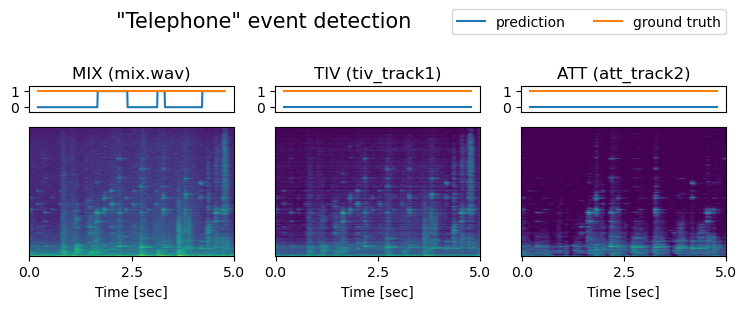 "Telephone" event detection
prediction
ground truth
MIX (mix.wav)
TIV (tiv_track1)
ATT (att_track2)
1
0
1
0
1
0
0.0
2.5
5.0
0.0
2.5
5.0
0.0
2.5
5.0
Time [sec]
Time [sec]
Time [sec]